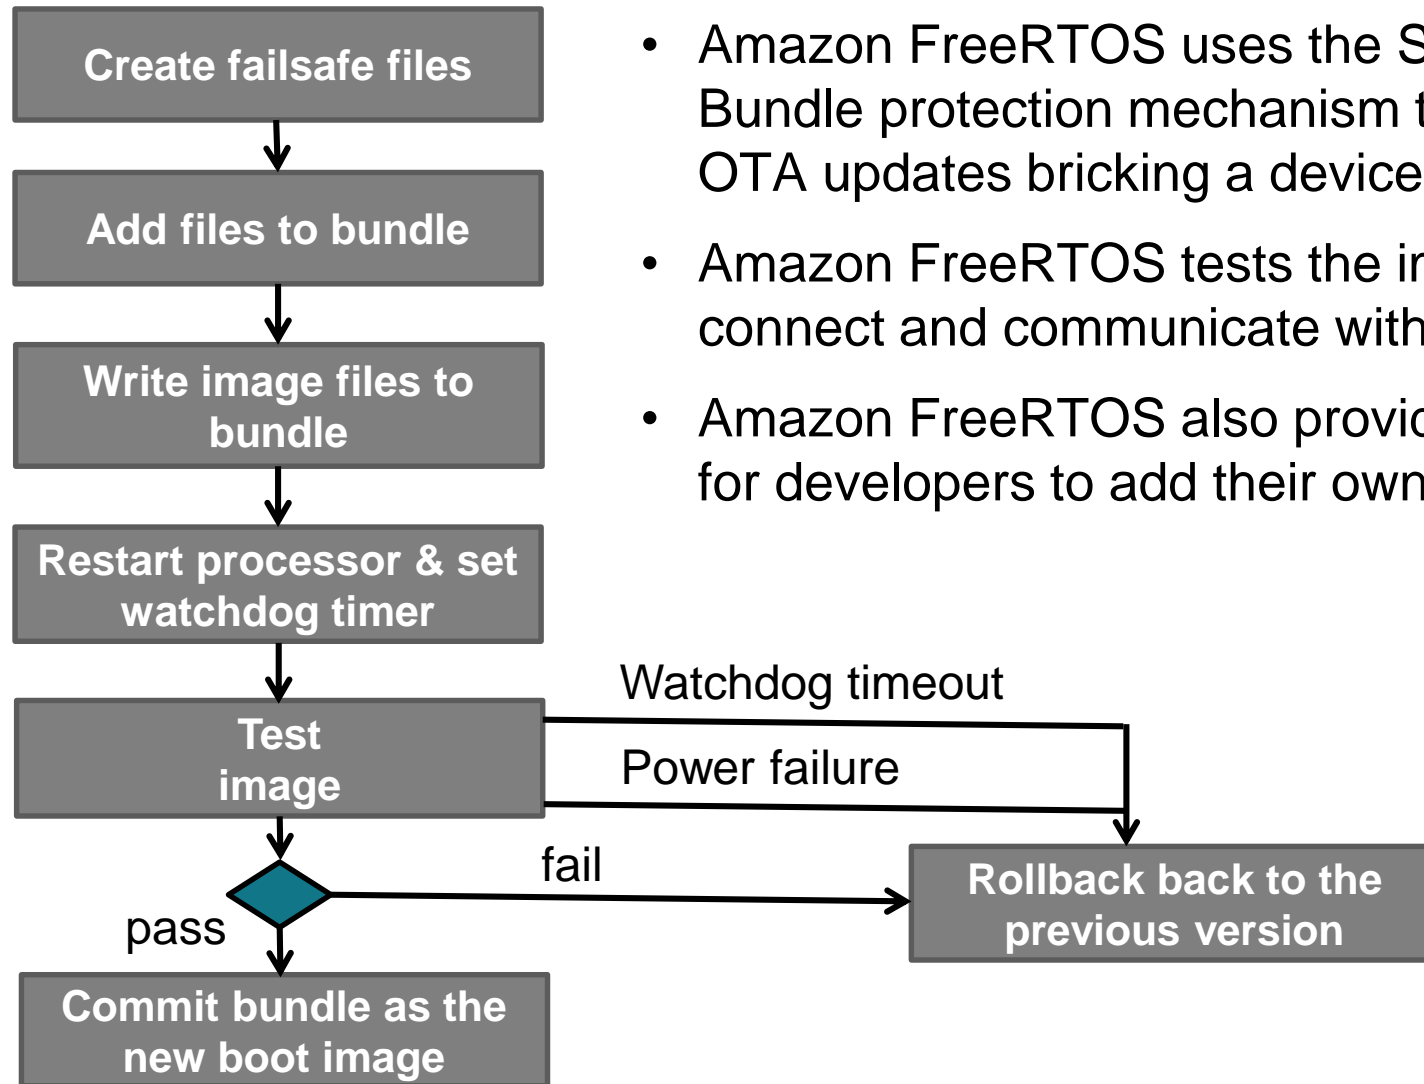 Create failsafe files
Add files to bundle
Write image files to
bundle
Restart processor & set
watchdog timer
Test
image
pass
Commit bundle as the
new boot image
• Amazon FreeRTOS uses the
Bundle protection mechanism
OTA updates bricking a device
• Amazon FreeRTOS tests the
connect and communicate with
• Amazon FreeRTOS also
for developers to add their own
Watchdog timeout
Power failure
fail
Rollback back to the
previous version